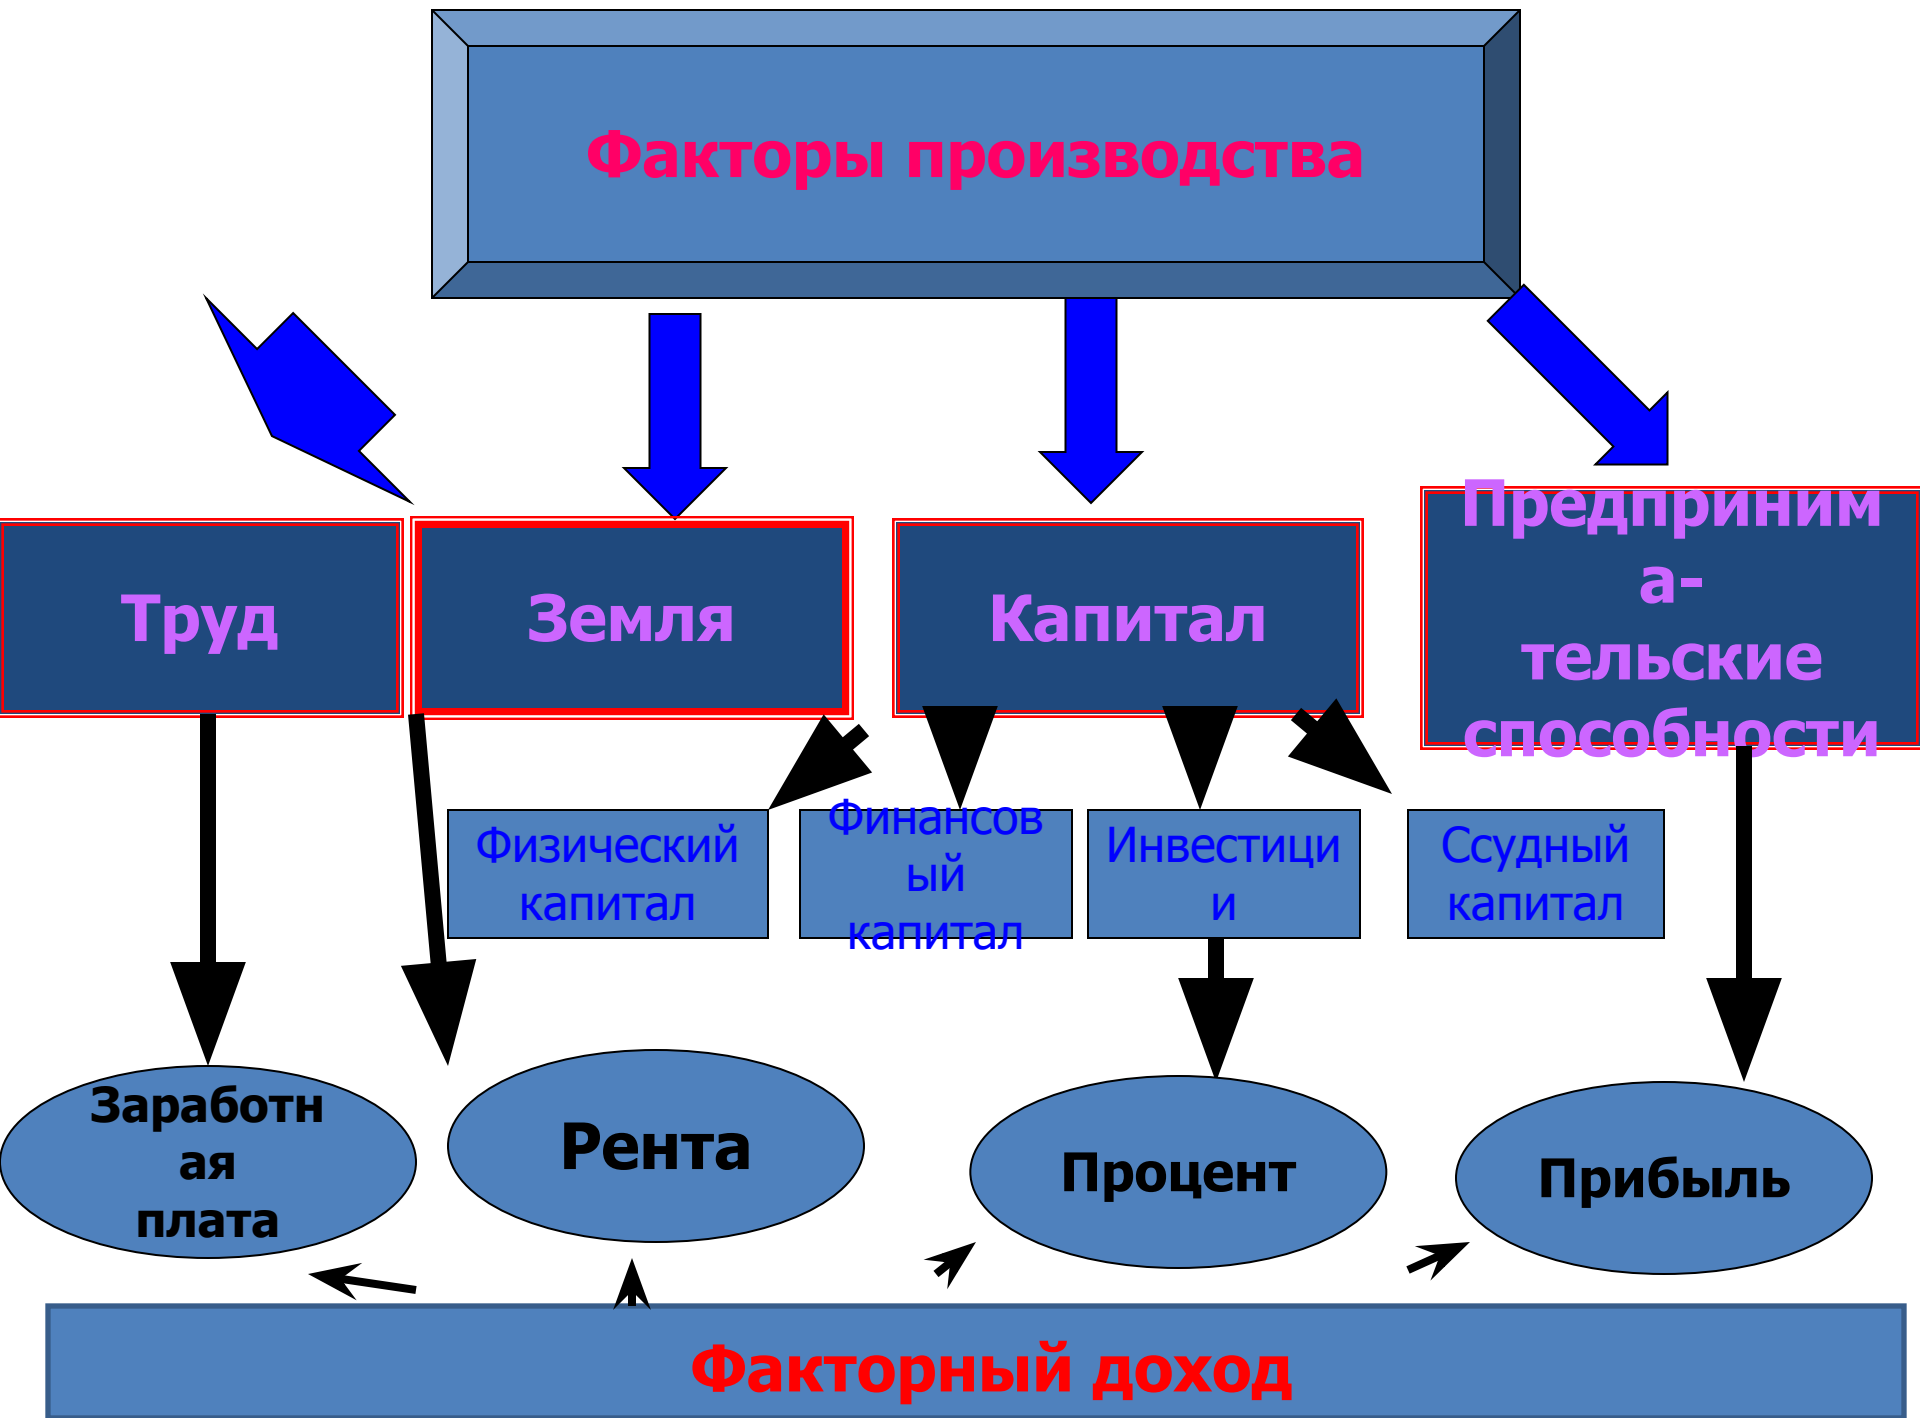 Факторы производства
Труд
Земля
Капитал
Предприним
а-
тельские
способности
Физический
капитал
Финансов
ый
капитал
Инвестици
и
Ссудный
капитал
Заработн
ая
плата
Рента
Процент
Прибыль
Факторный доход